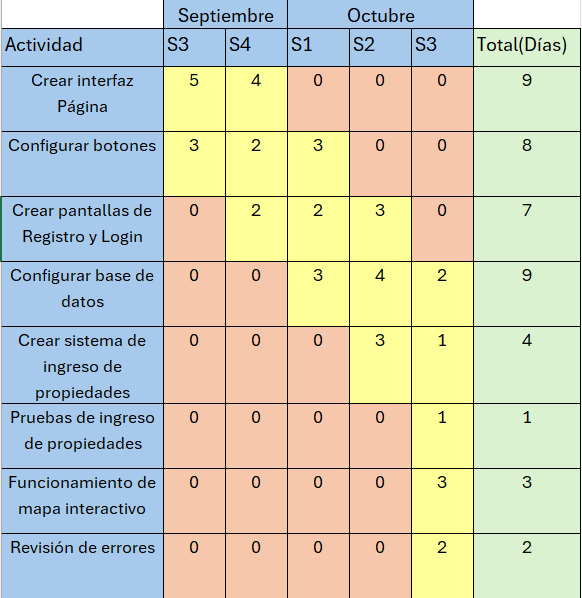 Septiembre Octubre
Actividad S3 S4 S1 S2 S3 Total(Días)
Crear interfaz 5 4 0 0 0 9
Página
Configurar botones 3 2 3 0 0 8
Crear pantallas de 0 2 2 3 0 7
Registro y Login
Configurar base de 0 0 3 4 2 9
datos
Crear sistema de 0 0 0 3 1 4
ingreso de
propiedades
Pruebas de ingreso 0 0 0 0 1 1
de propiedades
Funcionamiento de 0 0 0 0 3 3
mapa interactivo
Revisión de errores 0 0 0 0 2 2